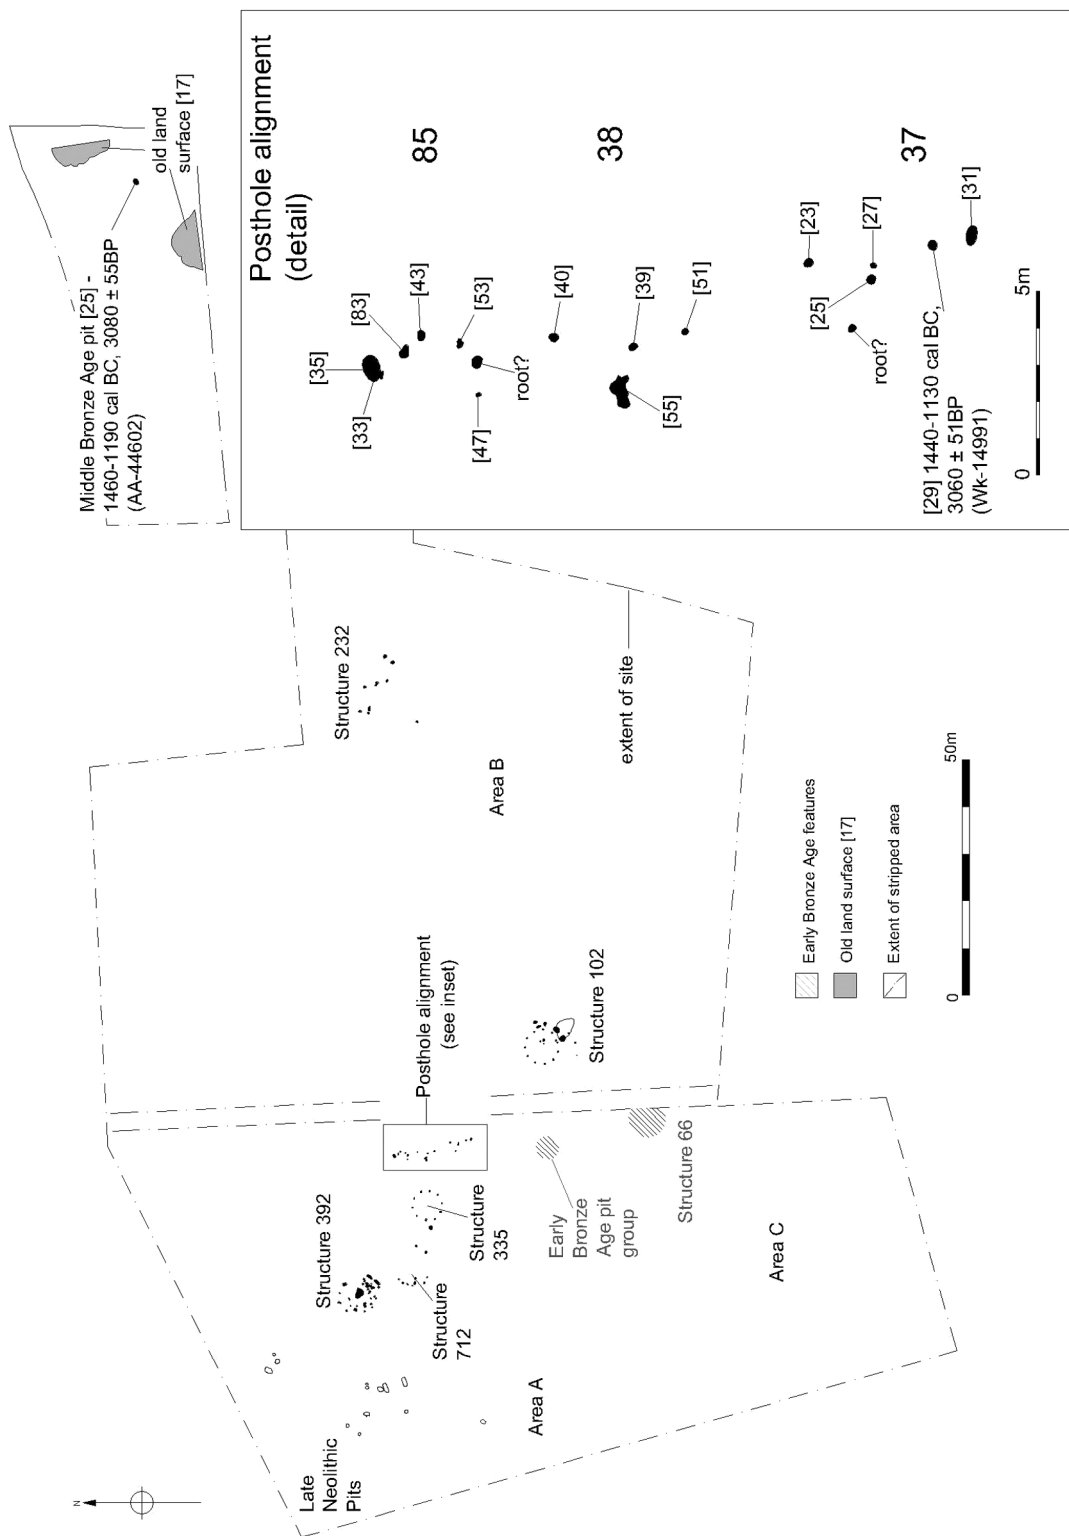 N
Late
Neolithic
Pits
Area A
Structure 392
Structure
712
Structure
335
Posthole alignment
(see inset)
Early
Bronze
Age pit
group
Structure 66
Area C
Structure 102
Area B
Structure 232
extent of site
Middle Bronze Age pit [25] -
1460-1190 cal BC, 3080 ± 55BP
(AA-44602)
old land
surface [17]
Early Bronze Age features
Old land surface [17]
Extent of stripped area
0
50m
Posthole alignment
(detail)
[35]
[33]
[83]
[43]
85
[53]
[47]
root?
[40]
38
[39]
[55]
[51]
[23]
37
[25]
[27]
root?
[31]
[29] 1440-1130 cal BC,
3060 ± 51BP
(Wk-14991)
0
5m